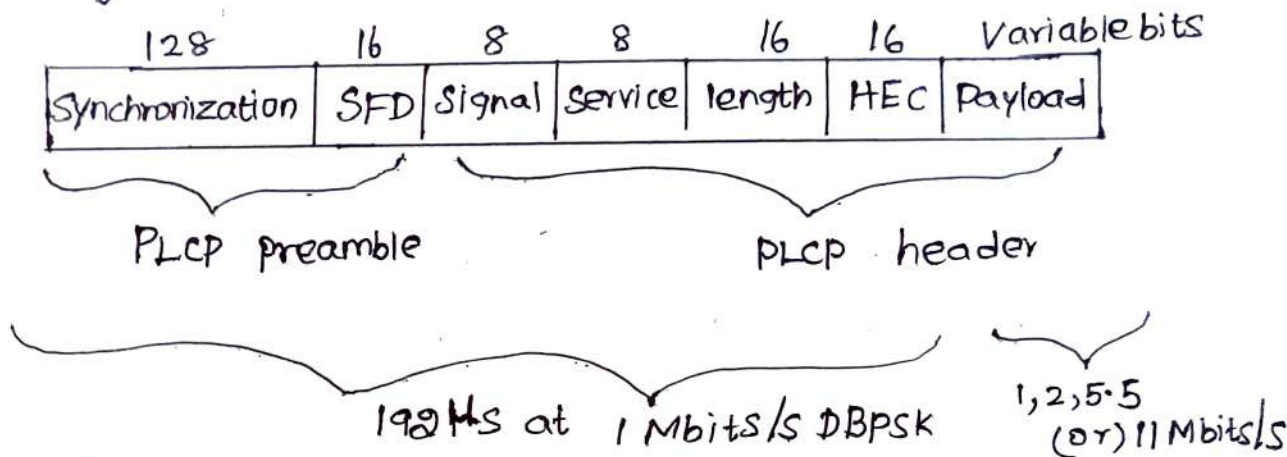 128 16 8 8 16 16 Variable bits
Synchronization SFD Signal Service length HEC Payload
PLCP preamble PLCP header
192 μs at 1 Mbits/s DBPSK 1, 2, 5.5
(or) 11 Mbits/s